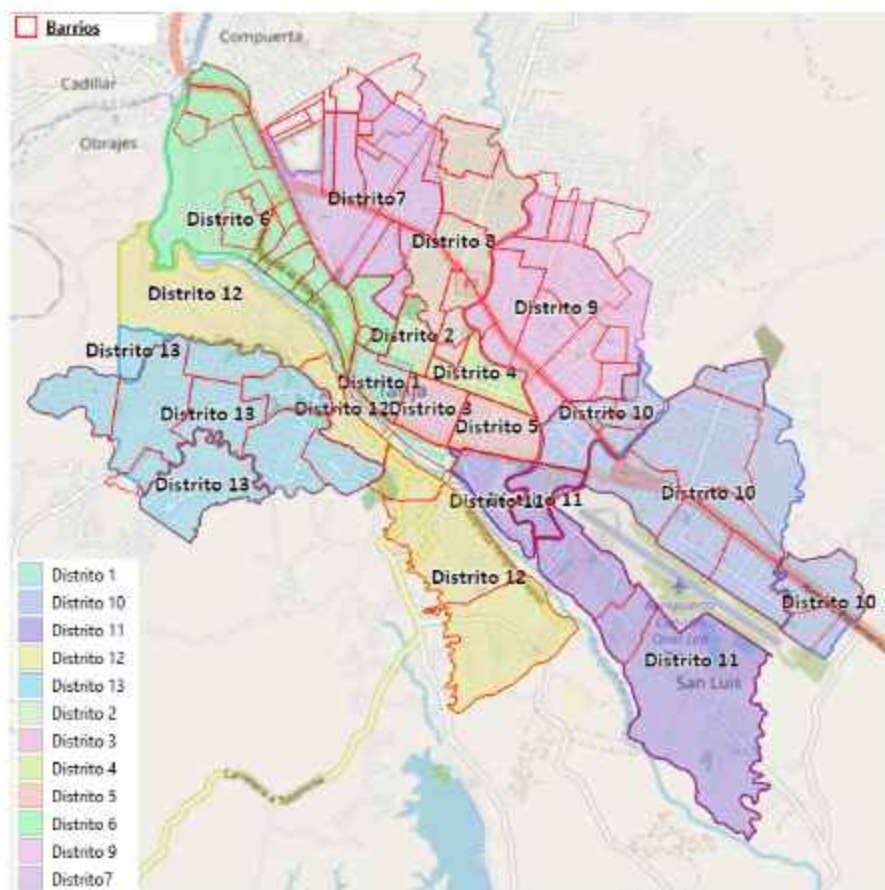 Barrios
Compuerta
Cadillar
Obrajes
Distrito7
Distrito 6
Distrito 8
Distrito 12
Distrito 9
Distrito 2
Distrito 13
Distrito 4
Distrito 1
Distrito 13
Distrito 12
Distrito 3
Distrito 10
Distrito 5
Distrito 13
Distrito 10
Distrito 11
11
Distrito 12
Distrito 10
Distrito 11
San Luis
Distrito 1
Distrito 10
Distrito 11
Distrito 12
Distrito 13
Distrito 2
Distrito 3
Distrito 4
Distrito 5
Distrito 6
Distrito 9
Distrito7